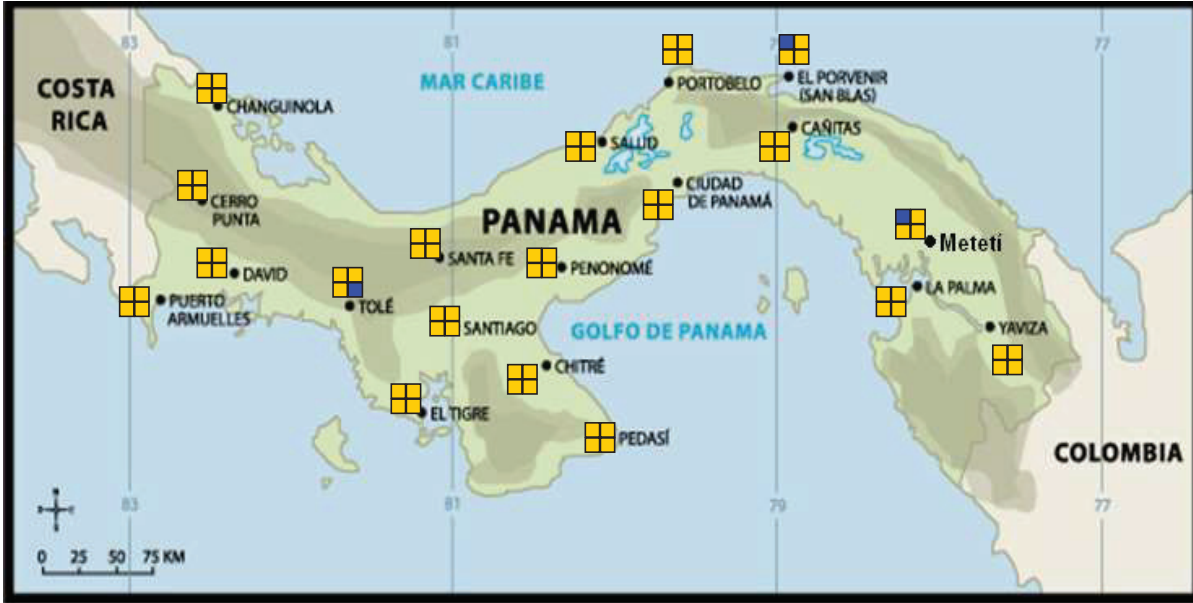 83
81
79
77
COSTA
RICA
MAR CARIBE
CHANGUINOLA
PORTOBELO
EL PORVENIR
(SAN BLAS)
SALUD
CAÑITAS
CERRO
PUNTA
CIUDAD
DE PANAMÁ
PANAMA
Metetí
SANTA FE
PENONOMÉ
DAVID
LA PALMA
PUERTO
ARMUELLES
TOLÉ
SANTIAGO
GOLFO DE PANAMA
YAVIZA
CHITRÉ
EL TIGRE
PEDASÍ
COLOMBIA
83
81
79
77
0 25 50 75 KM